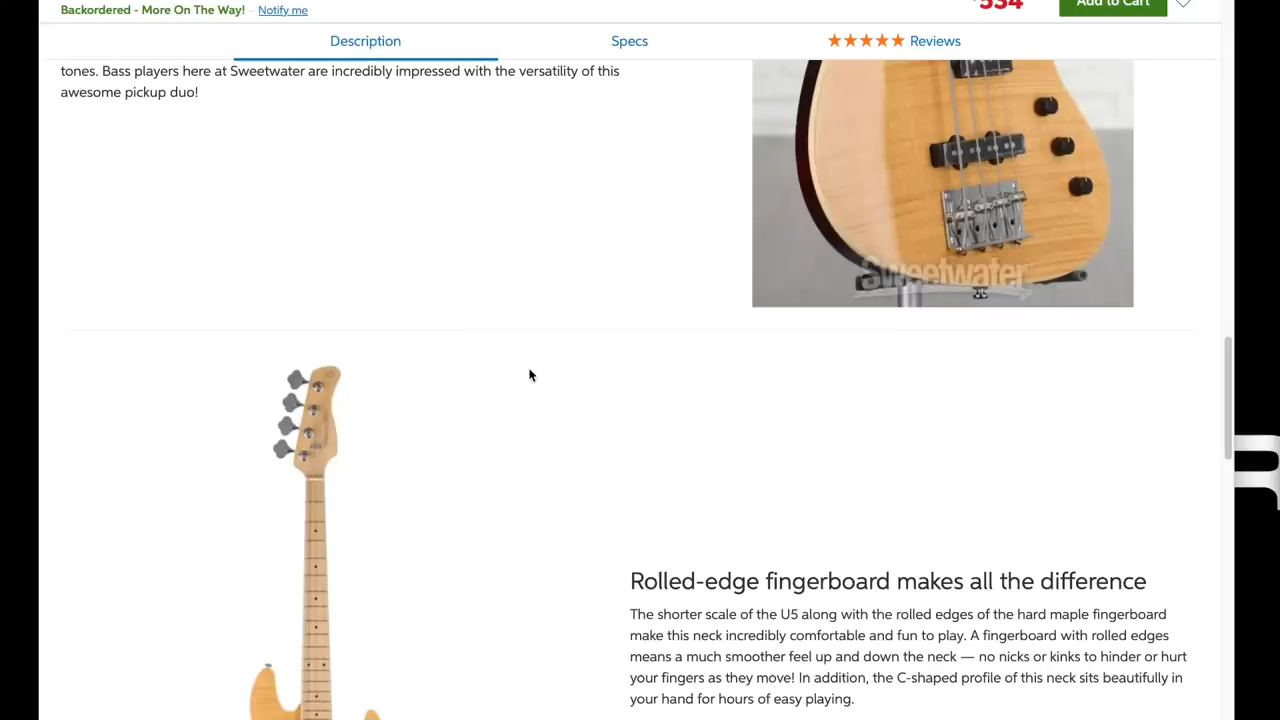 Backordered - More On The Way! - Notify me
$534
Add to Cart
Description
Specs
Reviews
tones. Bass players here at Sweetwater are incredibly impressed with the versatility of this
awesome pickup duo!
Sweetwater
Rolled-edge fingerboard makes all the difference
The shorter scale of the U5 along with the rolled edges of the hard maple fingerboard
make this neck incredibly comfortable and fun to play. A fingerboard with rolled edges
means a much smoother feel up and down the neck — no nicks or kinks to hinder or hurt
your fingers as they move! In addition, the C-shaped profile of this neck sits beautifully in
your hand for hours of easy playing.